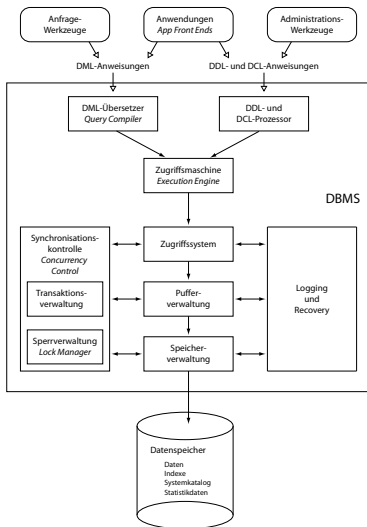 Anfrage-
Werkzeuge
Anwendungen
App Front Ends
Administrations-
Werkzeuge
DML-Anweisungen
DDL- und DCL-Anweisungen
DML-Übersetzer
Query Compiler
DDL- und
DCL-Prozessor
Zugriffsmaschine
Execution Engine
DBMS
Synchronisations-
kontrolle
Concurrency
Control
Zugriffssystem
Transaktions-
verwaltung
Puffer-
verwaltung
Logging
und
Recovery
Sperrverwaltung
Lock Manager
Speicher-
verwaltung
Datenspeicher
Daten
Indexe
Systemkatalog
Statistikdaten